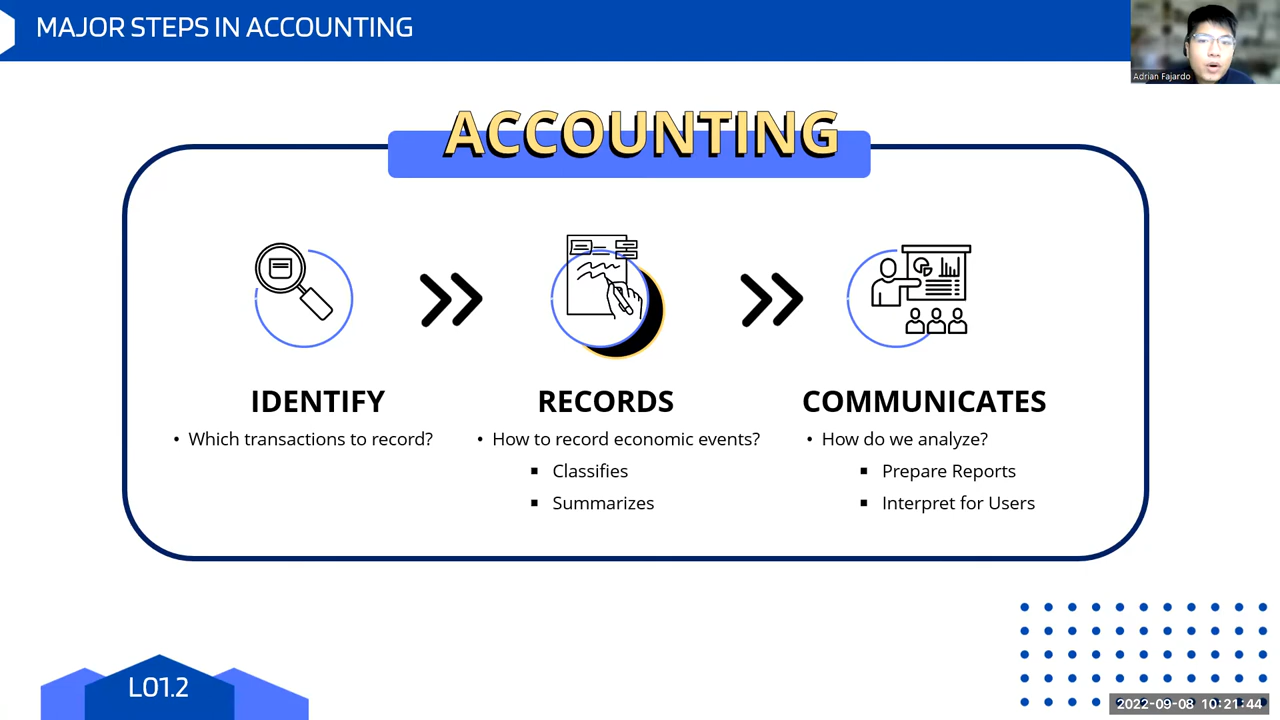 MAJOR STEPS IN ACCOUNTING
Adrian Fajardo
ACCOUNTING
IDENTIFY
• Which transactions to record?
RECORDS
• How to record economic events?
▪ Classifies
▪ Summarizes
COMMUNICATES
• How do we analyze?
▪ Prepare Reports
▪ Interpret for Users
LO1.2
2022-09-08 10:21:44